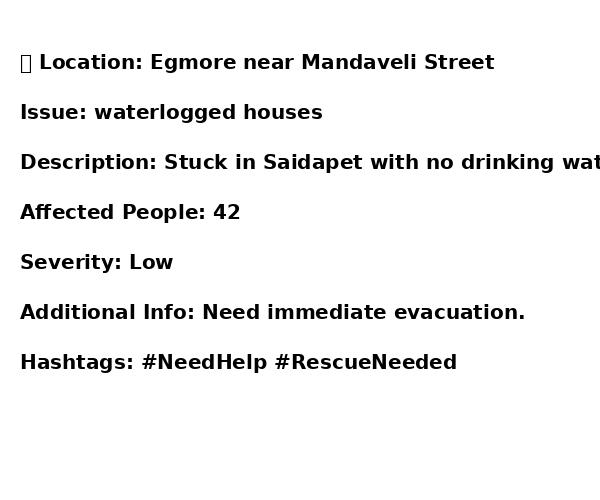 Location: Egmore near Mandaveli Street
Issue: waterlogged houses
Description: Stuck in Saidapet with no drinking wat
Affected People: 42
Severity: Low
Additional Info: Need immediate evacuation.
Hashtags: #NeedHelp #RescueNeeded